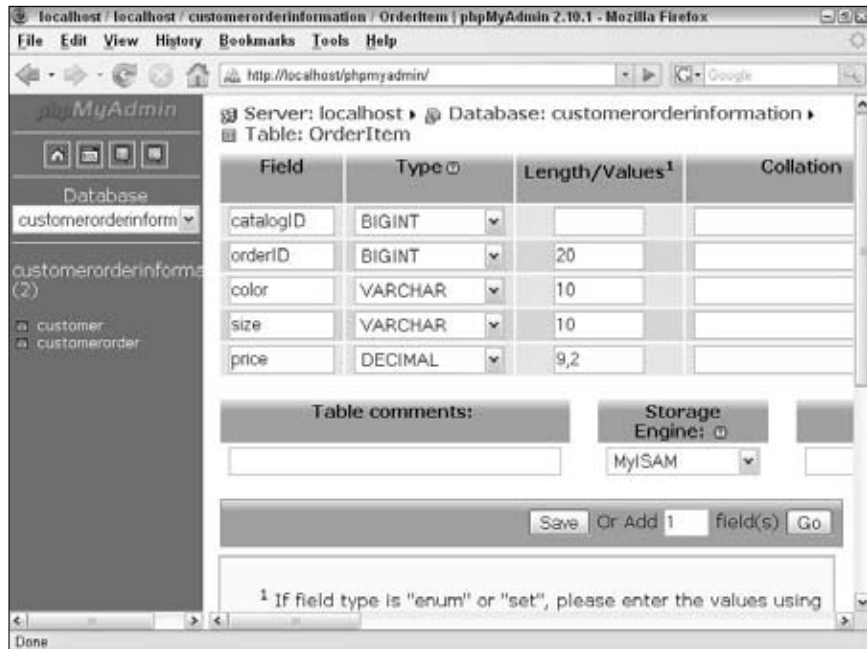 localhost / localhost / customerorderinformation / OrderItem | phpMyAdmin 2.10.1 - Mozilla Firefox
File Edit View History Bookmarks Tools Help
http://localhost/phpmyadmin/
Google
phpMyAdmin
Database
customerorderinform
customerorderinforma
(2)
customer
customerorder
Server: localhost ▸ Database: customerorderinformation ▸
Table: OrderItem
Field Type Length/Values¹ Collation
catalogID BIGINT
orderID BIGINT 20
color VARCHAR 10
size VARCHAR 10
price DECIMAL 9,2
Table comments: Storage
Engine:
MyISAM
Save Or Add 1 field(s) Go
¹ If field type is "enum" or "set", please enter the values using
Done